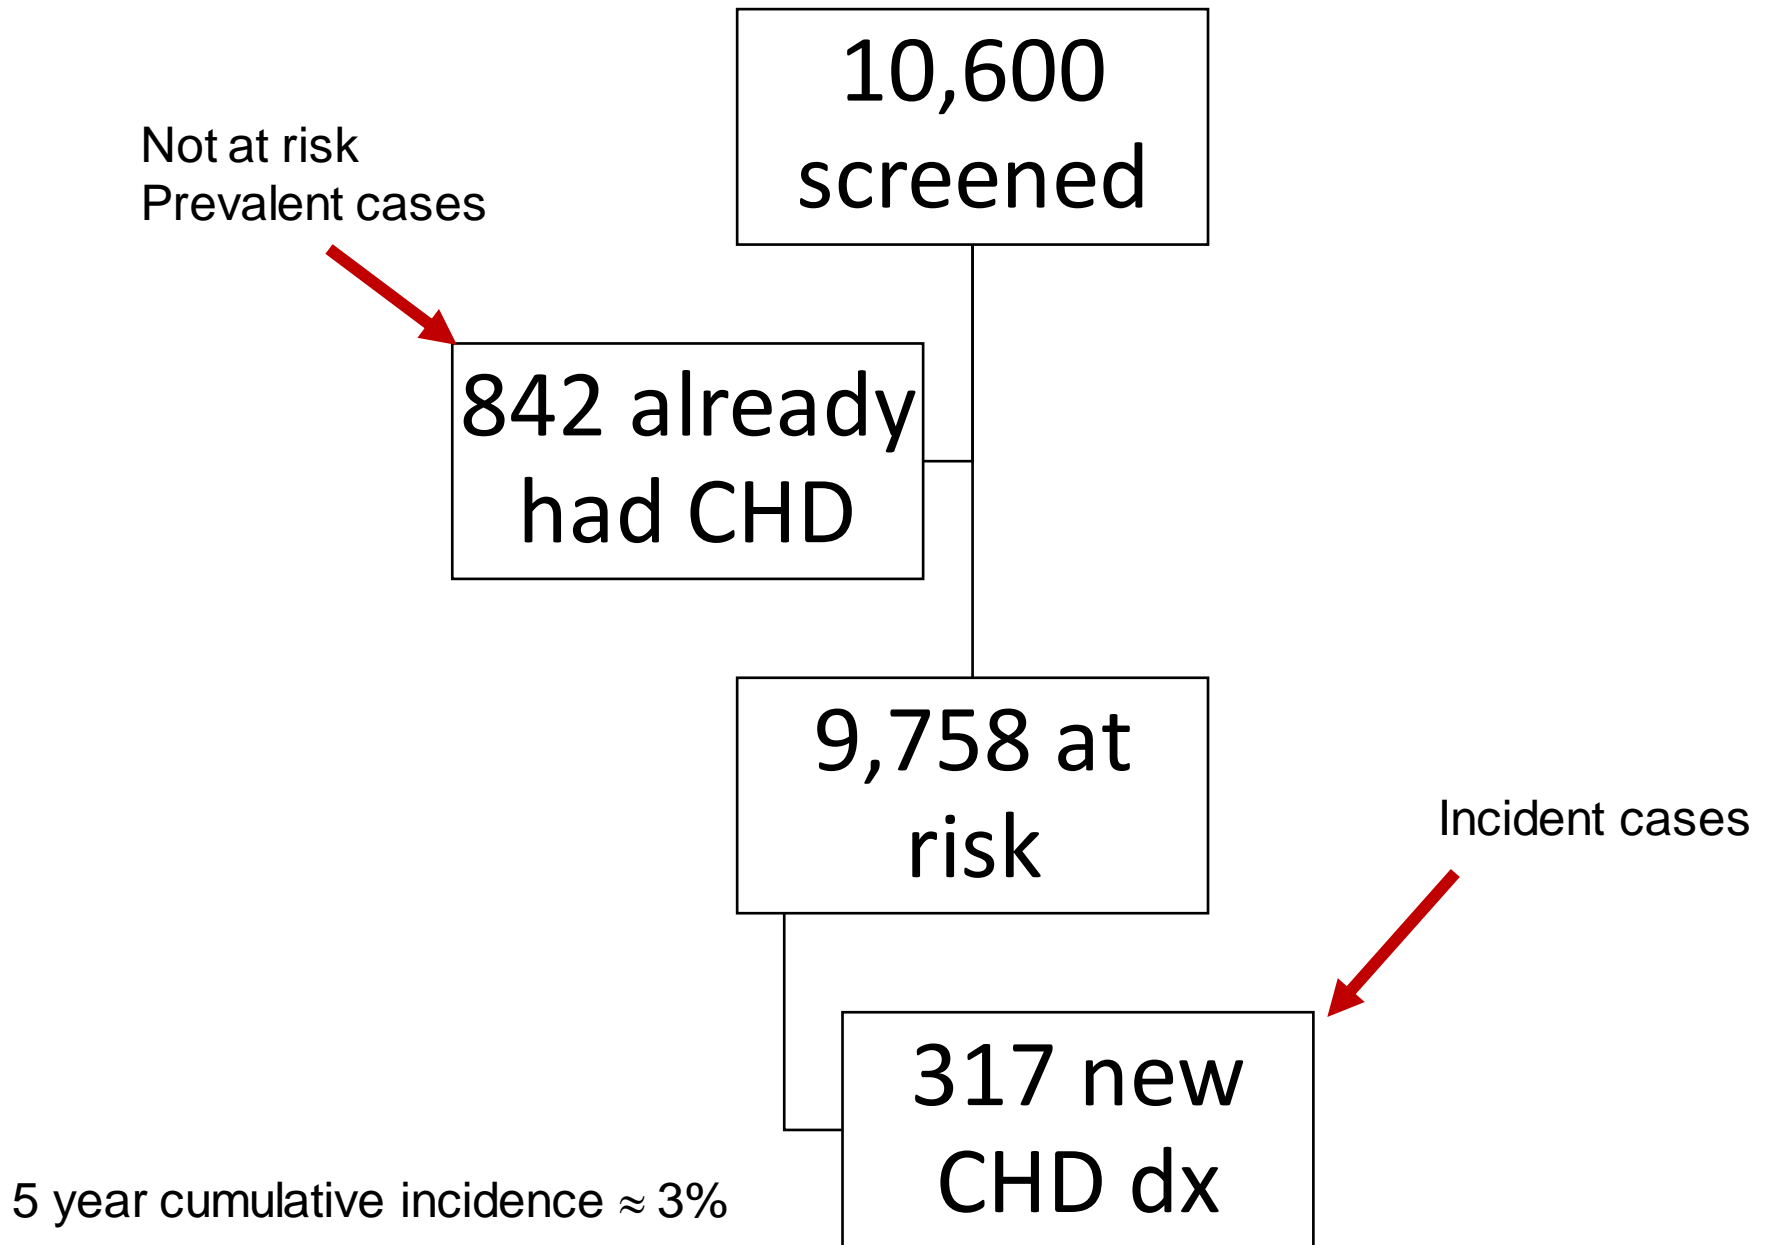 10,600
screened
Not at risk
Prevalent cases
842 already
had CHD
9,758 at
risk
Incident cases
317 new
CHD dx
5 year cumulative incidence ≈ 3%